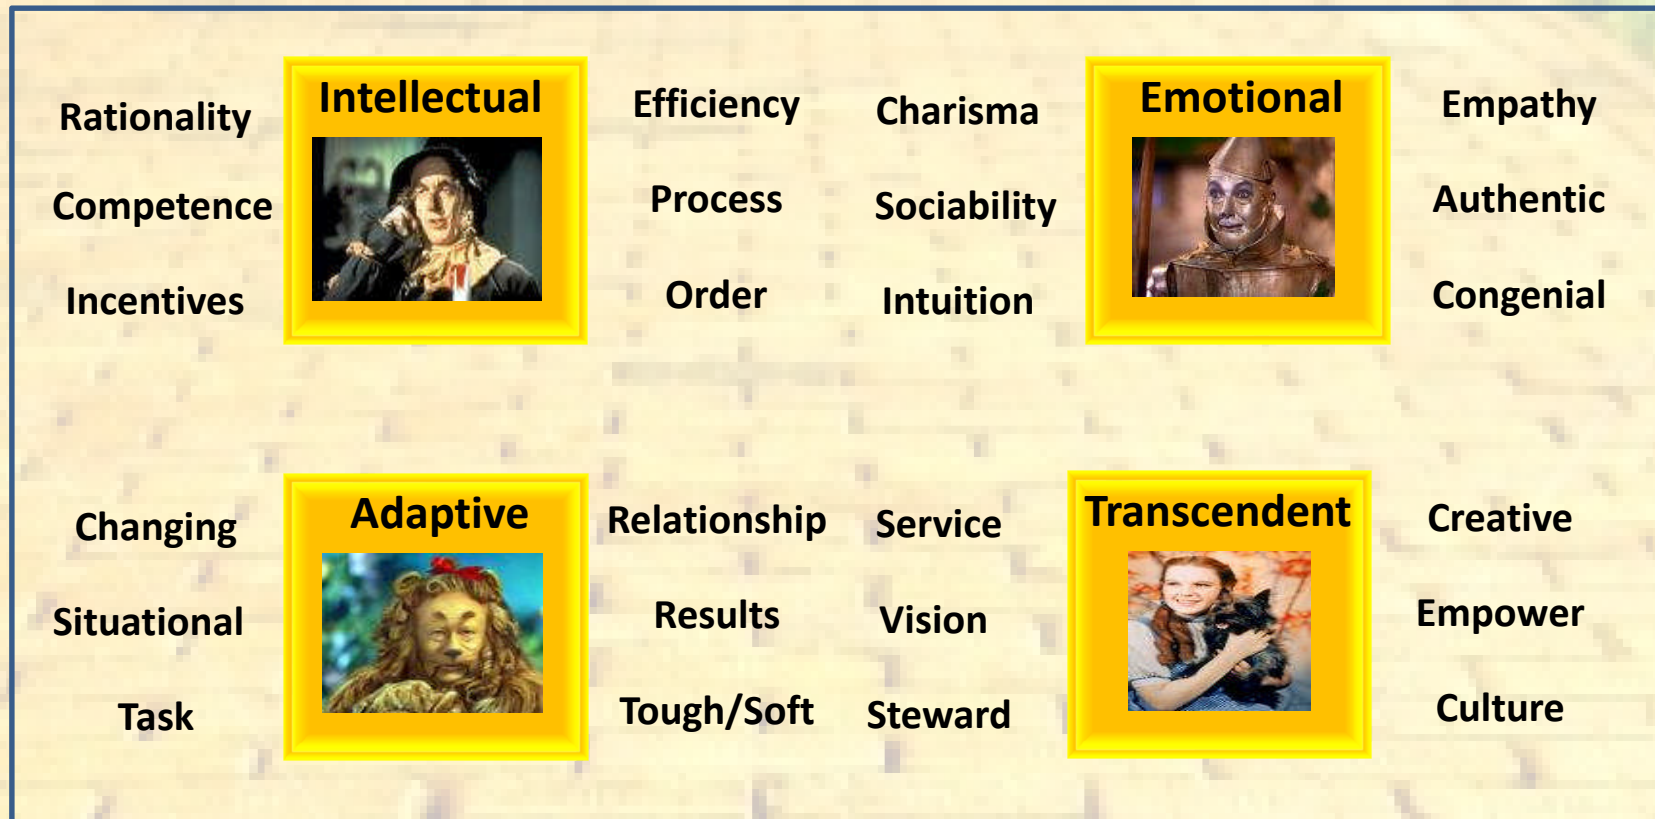 Intellectual
Rationality
Competence
Incentives
Efficiency
Process
Order
Emotional
Charisma
Sociability
Intuition
Empathy
Authentic
Congenial
Adaptive
Changing
Situational
Task
Relationship
Results
Tough/Soft
Transcendent
Service
Vision
Steward
Creative
Empower
Culture